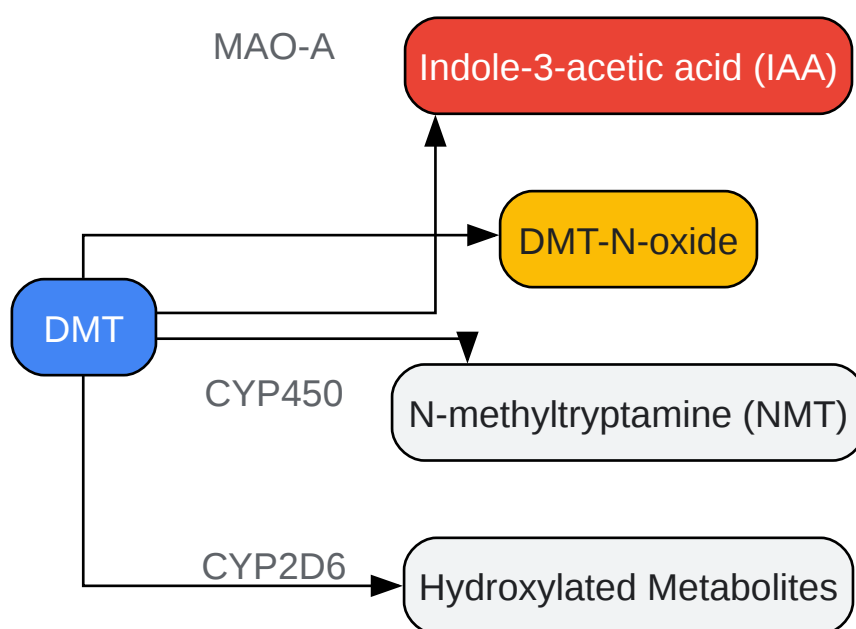 MAO-A
Indole-3-acetic acid (IAA)
DMT-N-oxide
DMT
CYP450
N-methyltryptamine (NMT)
CYP2D6
Hydroxylated Metabolites